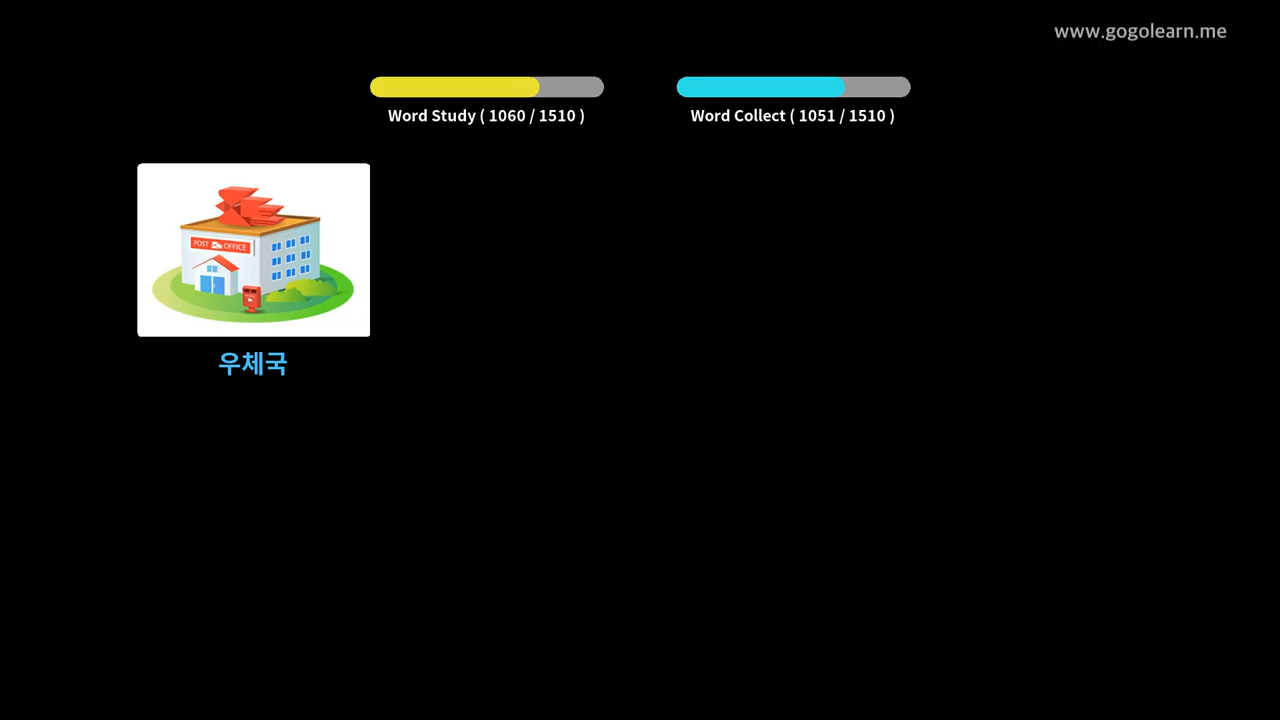 www.gogolearn.me
Word Study ( 1060 / 1510 )
Word Collect ( 1051 / 1510 )
POST OFFICE
우체국